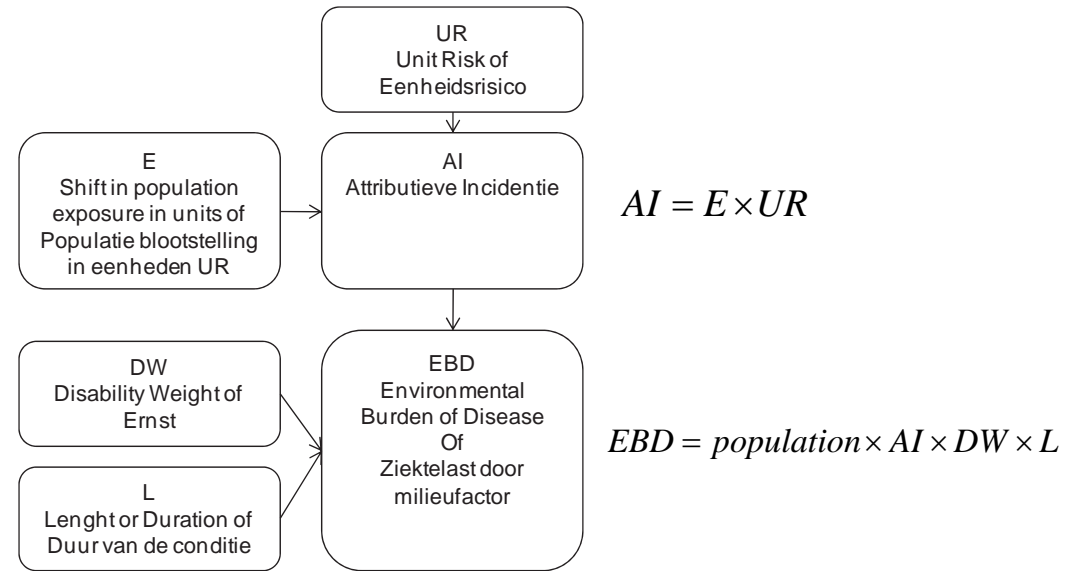 UR
Unit Risk of
Eenheidsrisico
E
Shift in population
exposure in units of
Populatie blootstelling
in eenheden UR
AI
Attributieve Incidentie
AI = E × UR
DW
Disability Weight of
Ernst
EBD
Environmental
Burden of Disease
Of
Ziektelast door
milieufactor
EBD = population × AI × DW × L
L
Lenght or Duration of
Duur van de conditie